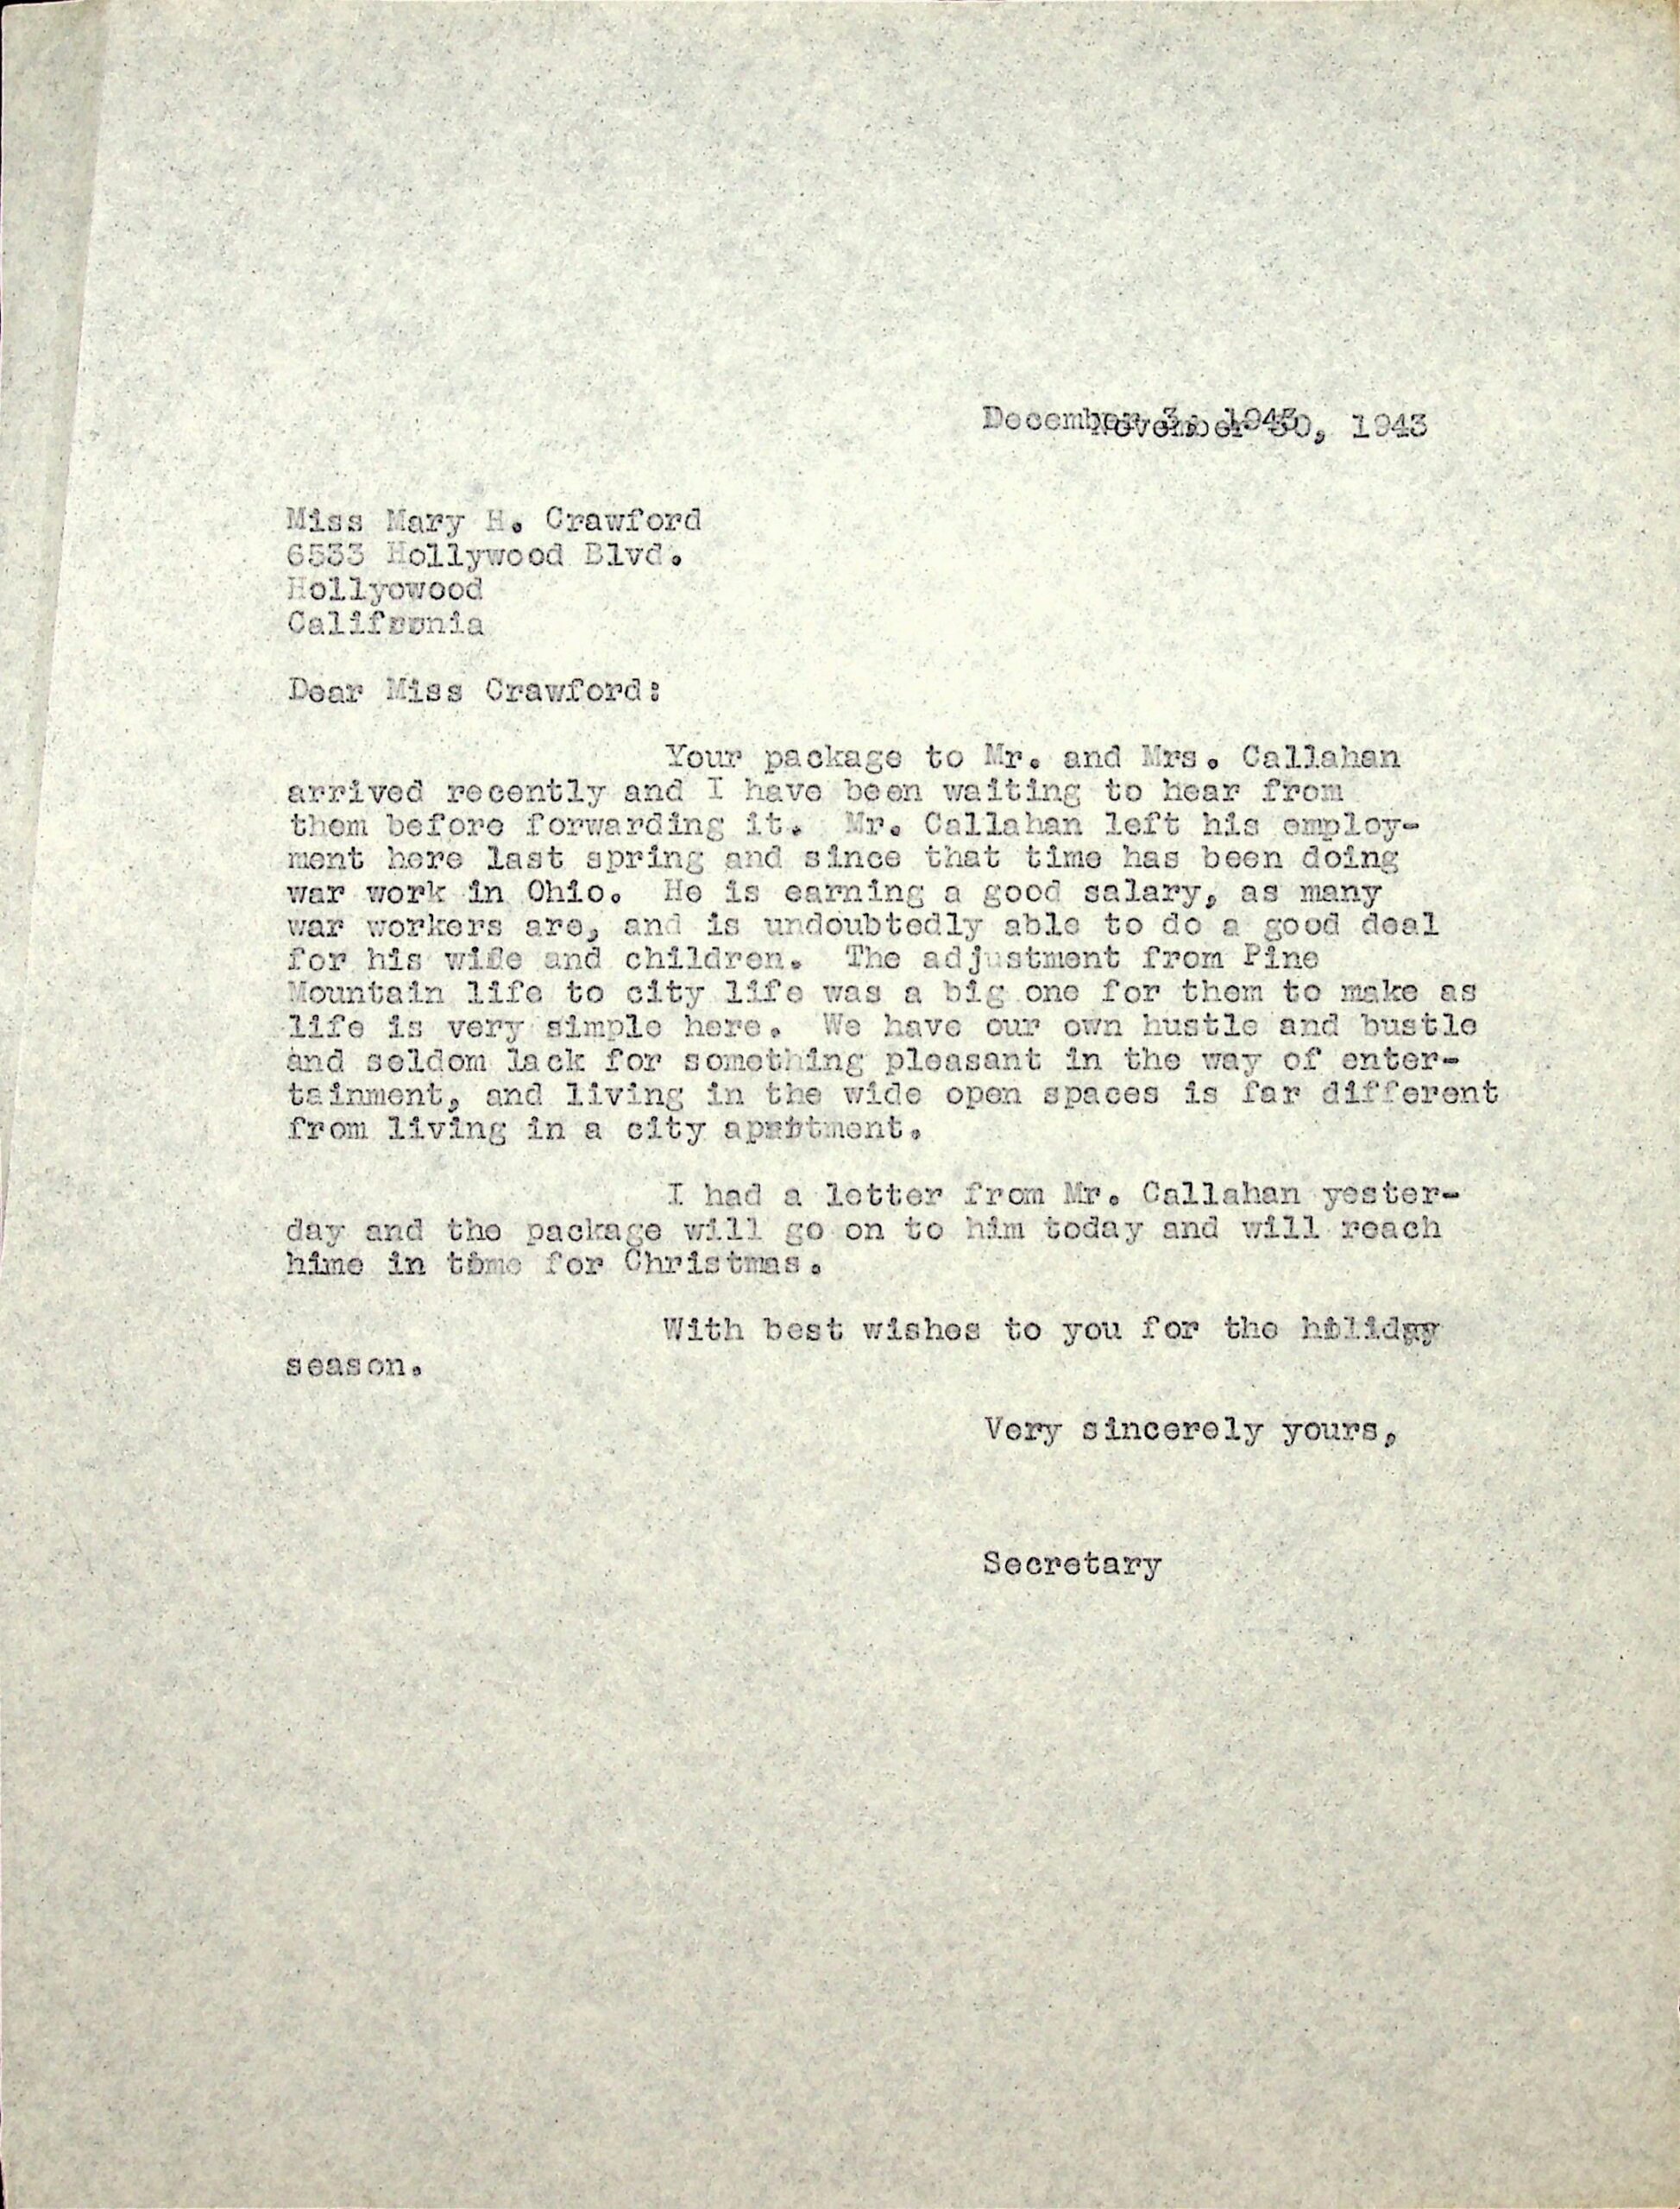 December 3, 1943
November 30, 1943
Miss Mary H. Crawford
6533 Hollywood Blvd.
Hollyowood
California
Dear Miss Crawford:
Your package to Mr. and Mrs. Callahan
arrived recently and I have been waiting to hear from
them before forwarding it. Mr. Callahan left his employ-
ment here last spring and since that time has been doing
war work in Ohio. He is earning a good salary, as many
war workers are, and is undoubtedly able to do a good deal
for his wife and children. The adjustment from Pine
Mountain life to city life was a big one for them to make as
life is very simple here. We have our own hustle and bustle
and seldom lack for something pleasant in the way of enter-
tainment, and living in the wide open spaces is far different
from living in a city apartment.
I had a letter from Mr. Callahan yester-
day and the package will go on to him today and will reach
hime in time for Christmas.
With best wishes to you for the holiday
season.
Very sincerely yours,
Secretary